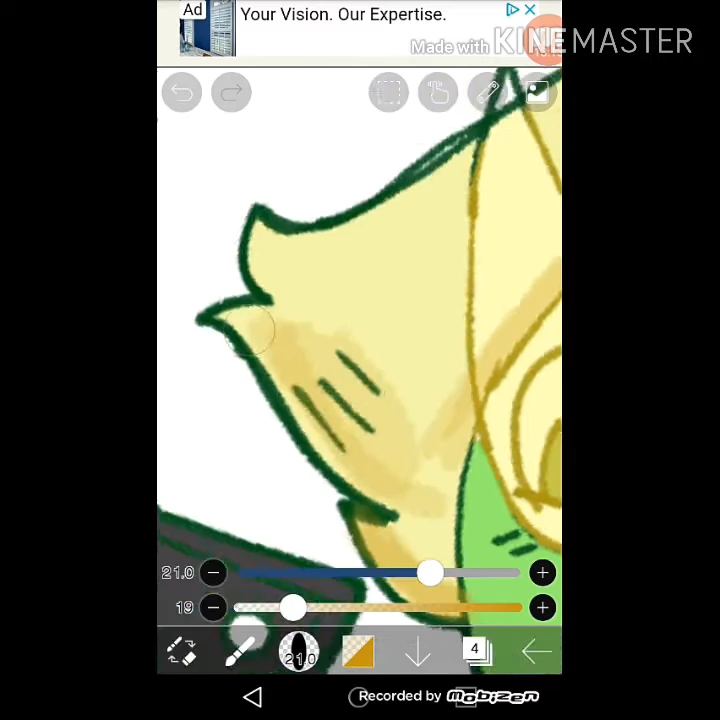 Ad
Your Vision. Our Expertise.
Made with KINEMASTER
21.0
19
21.0
4
Recorded by mobizen